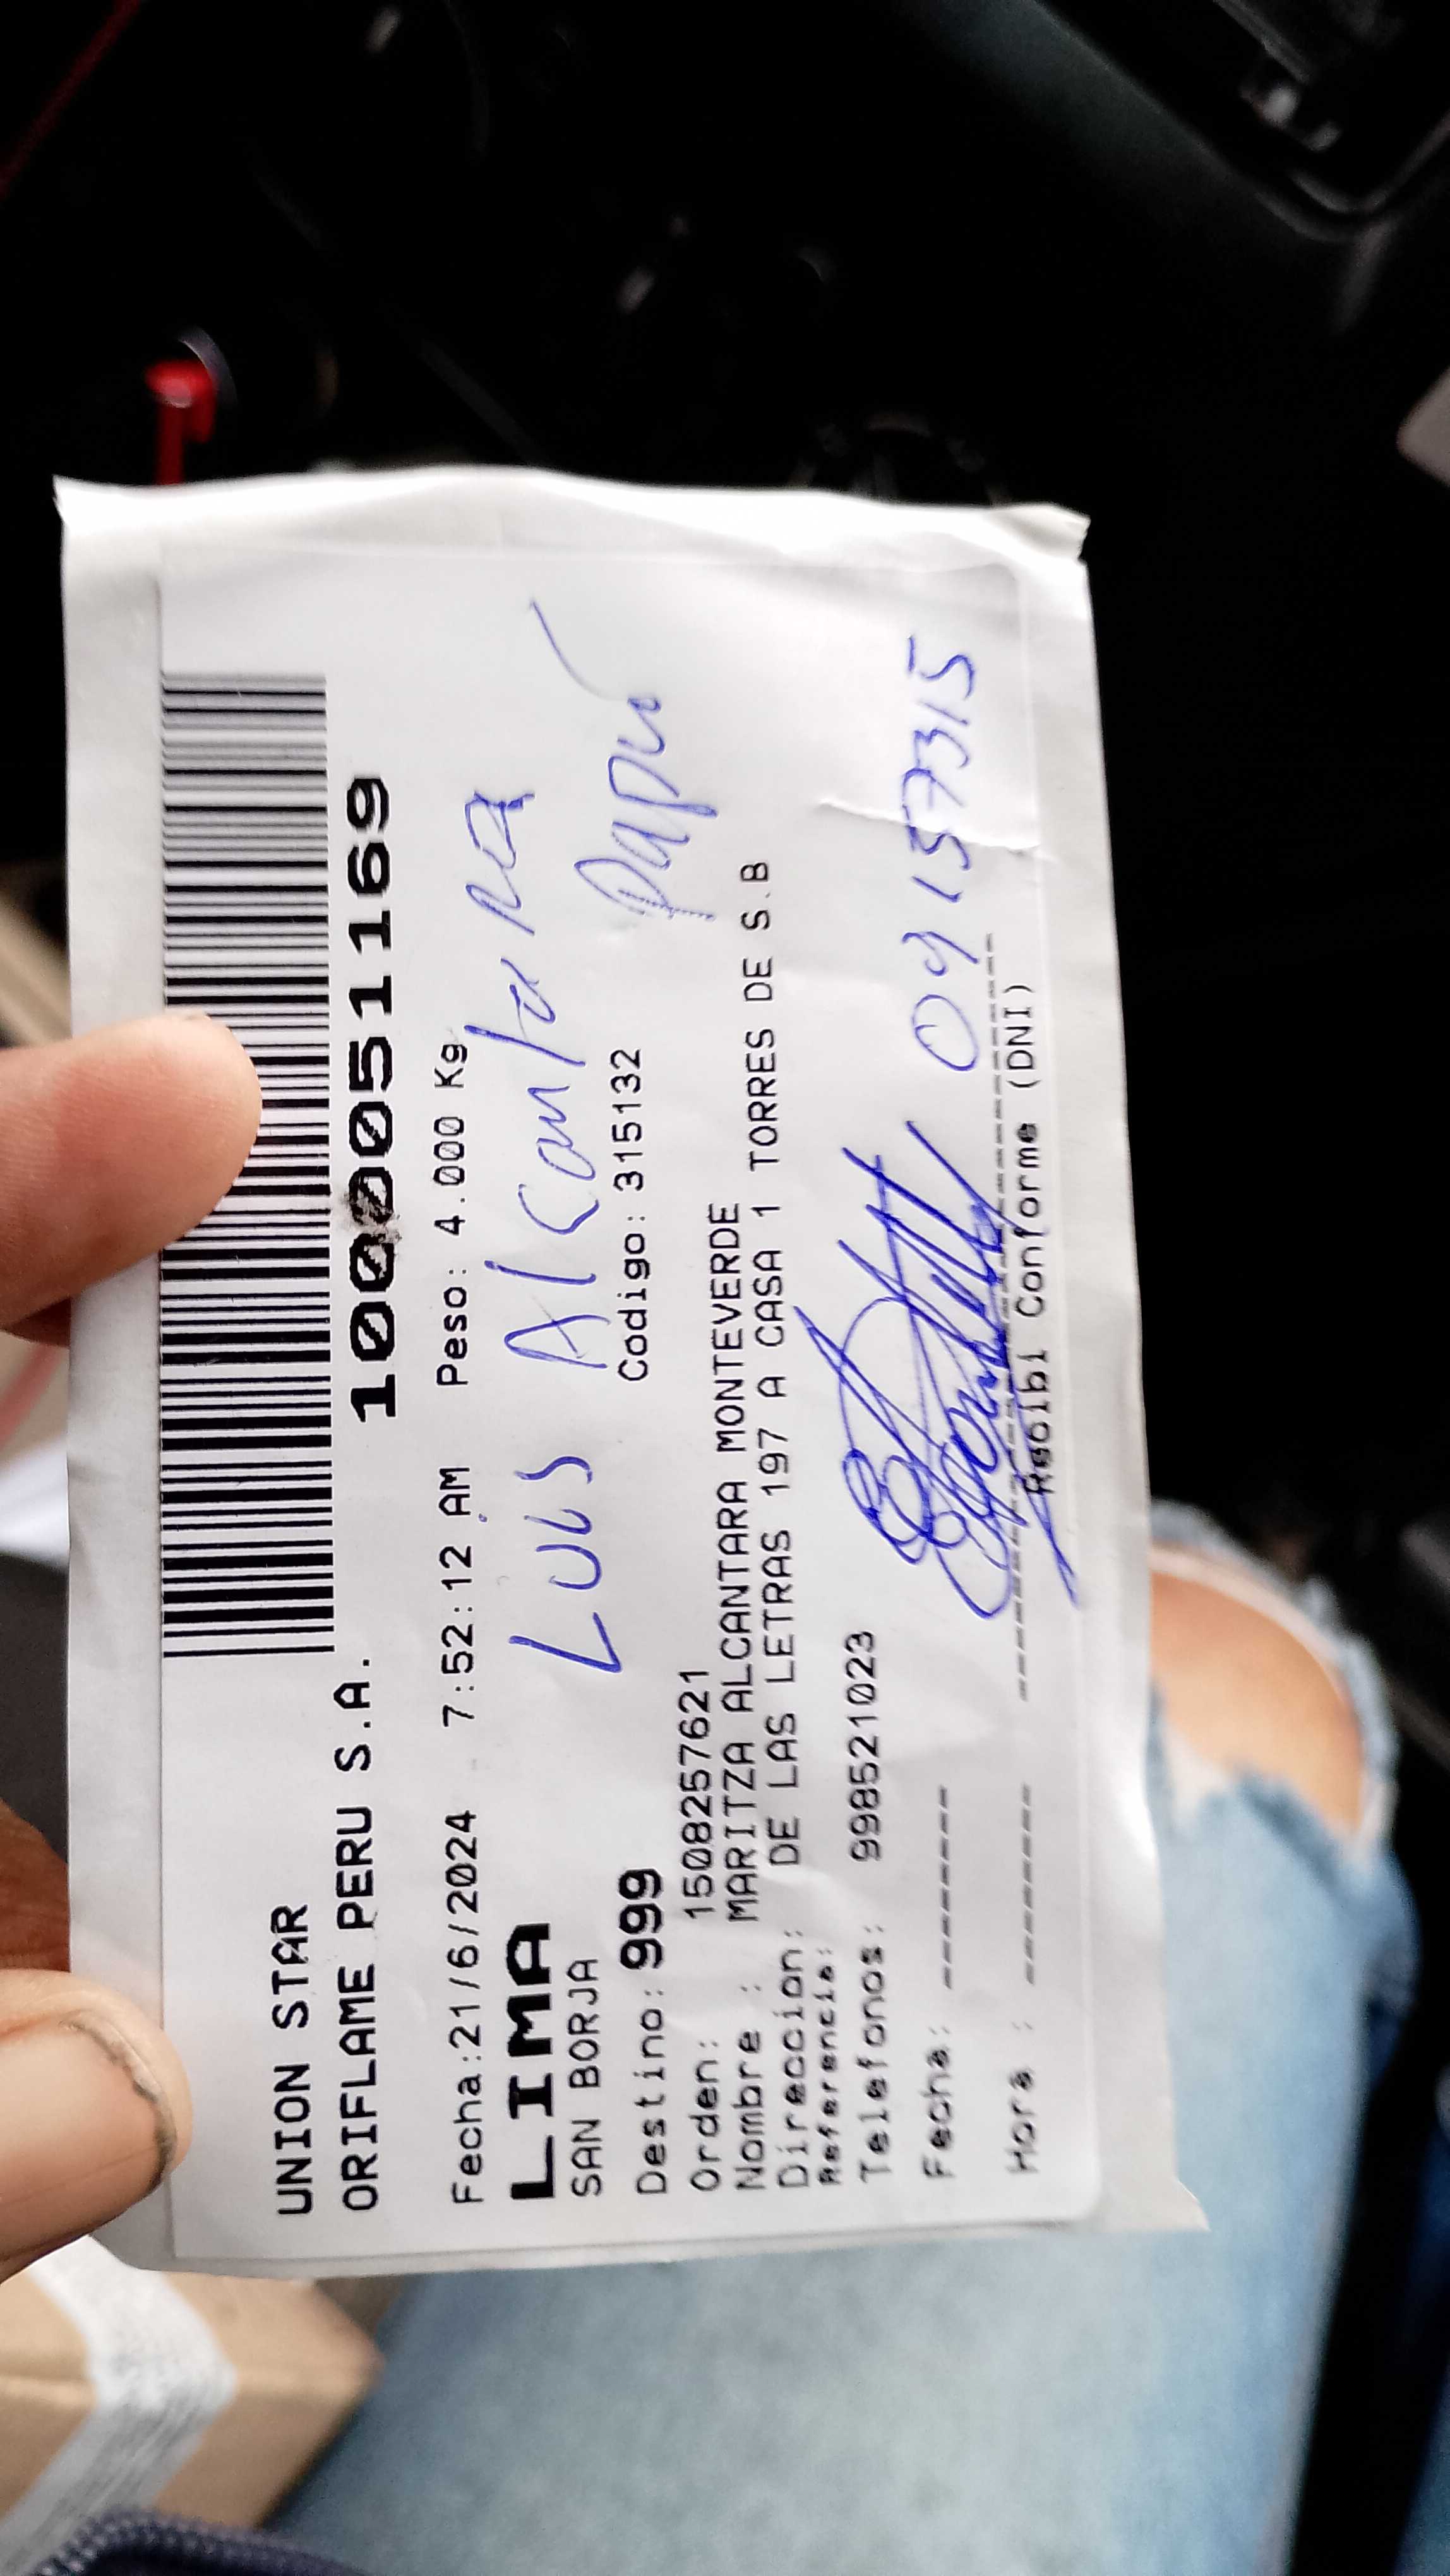 UNION STAR
ORIFLAME PERU S.A.
1000051169
Fecha:21/6/2024 7:52:12 AM Peso: 4.000 Kg
LIMA
Luis Alcantara
SAN BORJA
papá
Destino: 999 Codigo: 315132
Orden: 1508257621
Nombre : MARITZA ALCANTARA MONTEVERDE
Direccion: DE LAS LETRAS 197 A CASA 1 TORRES DE S.B
Referencia:
Telefonos: 998521023
Fecha: --------
Hora : --------
Recibi Conforme (DNI)